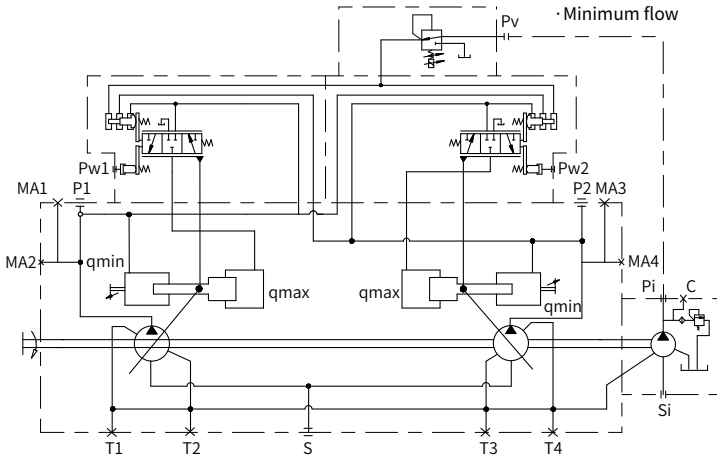 ·Minimum flow
Pv
Pw1
Pw2
MA1
P1
P2
MA3
MA2
qmin
MA4
qmax
qmax
qmin
Pi
C
Si
T1
T2
S
T3
T4